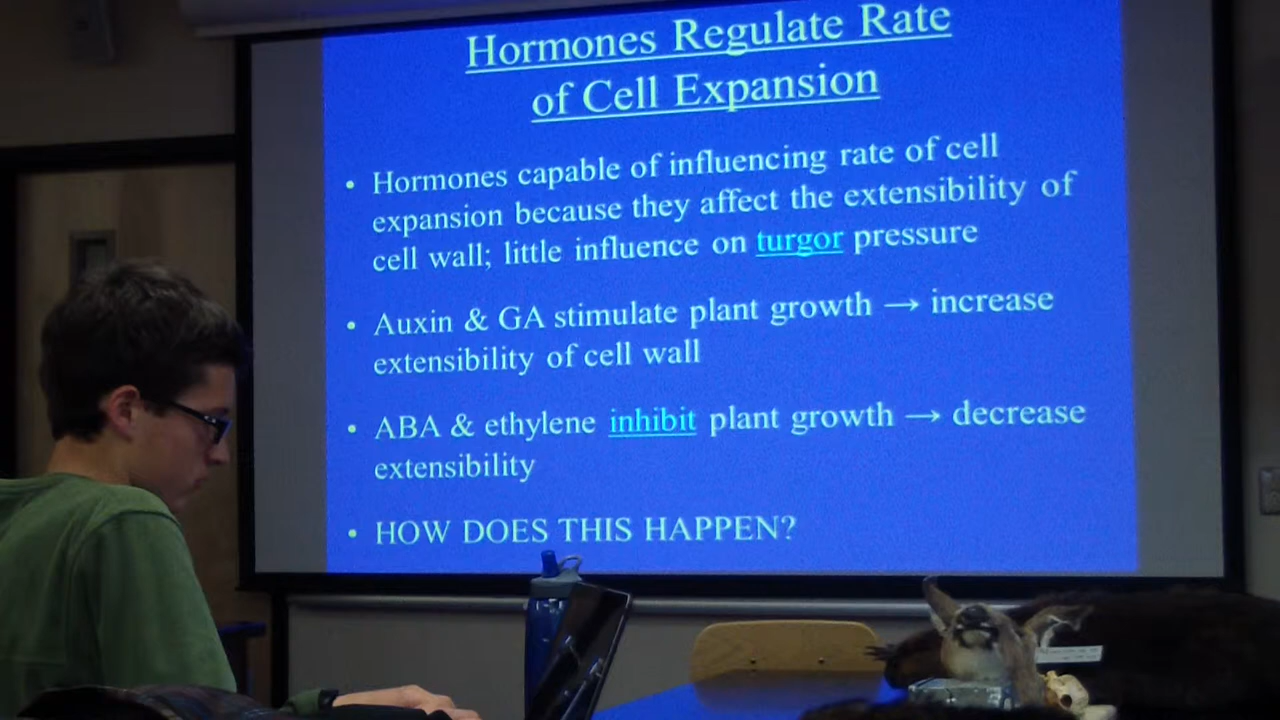 Hormones Regulate Rate
of Cell Expansion
• Hormones capable of influencing rate of cell
expansion because they affect the extensibility of
cell wall; little influence on turgor pressure
• Auxin & GA stimulate plant growth → increase
extensibility of cell wall
• ABA & ethylene inhibit plant growth → decrease
extensibility
• HOW DOES THIS HAPPEN?